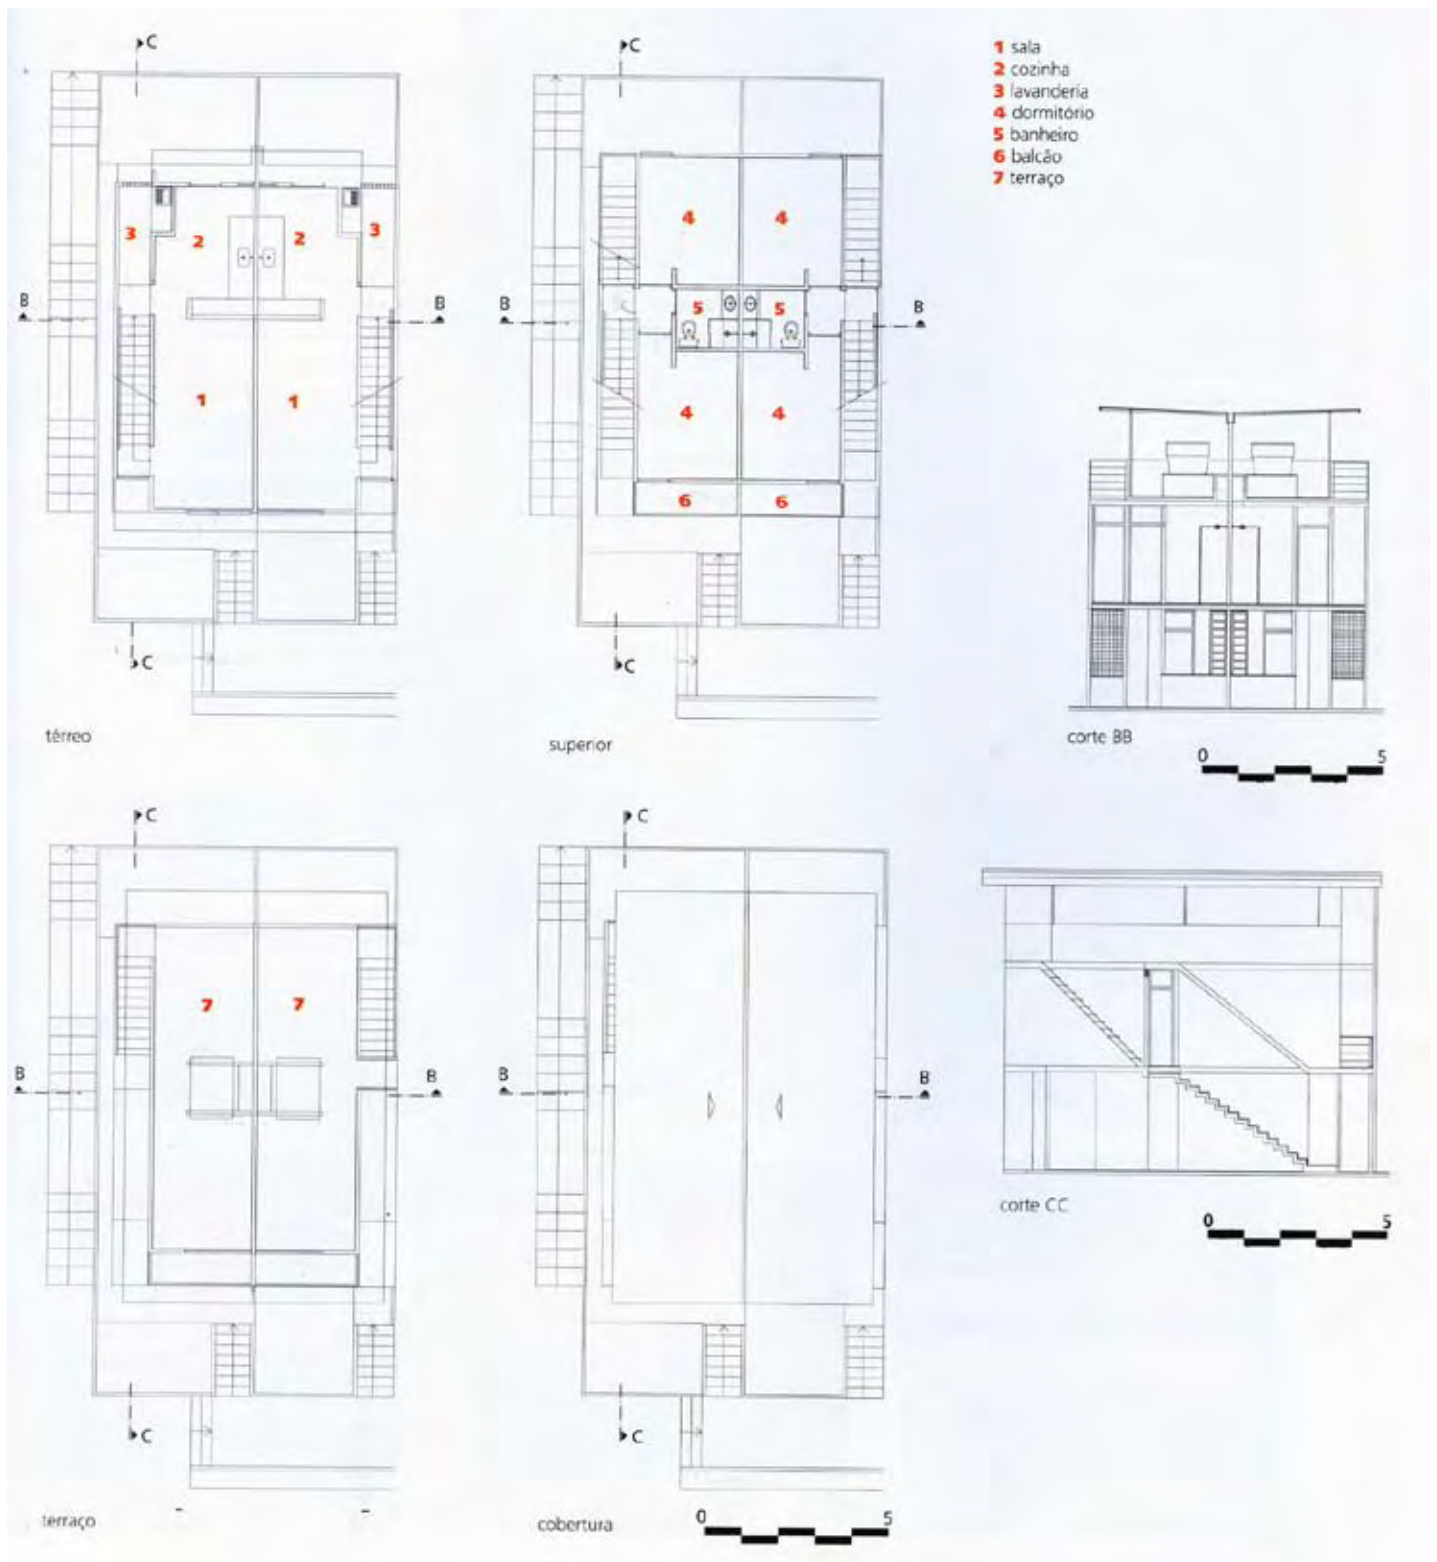 C
C
1 sala
2 cozinha
3 lavanderia
4 dormitório
5 banheiro
6 balcão
7 terraço
3 2 2 3
4 4
B B
B B
5 5
1 1
4 4
6 6
C
C
térreo
superior
corte BB
0 5
C
C
7 7
B B
B B
corte CC
0 5
C
C
terraço
cobertura
0 5